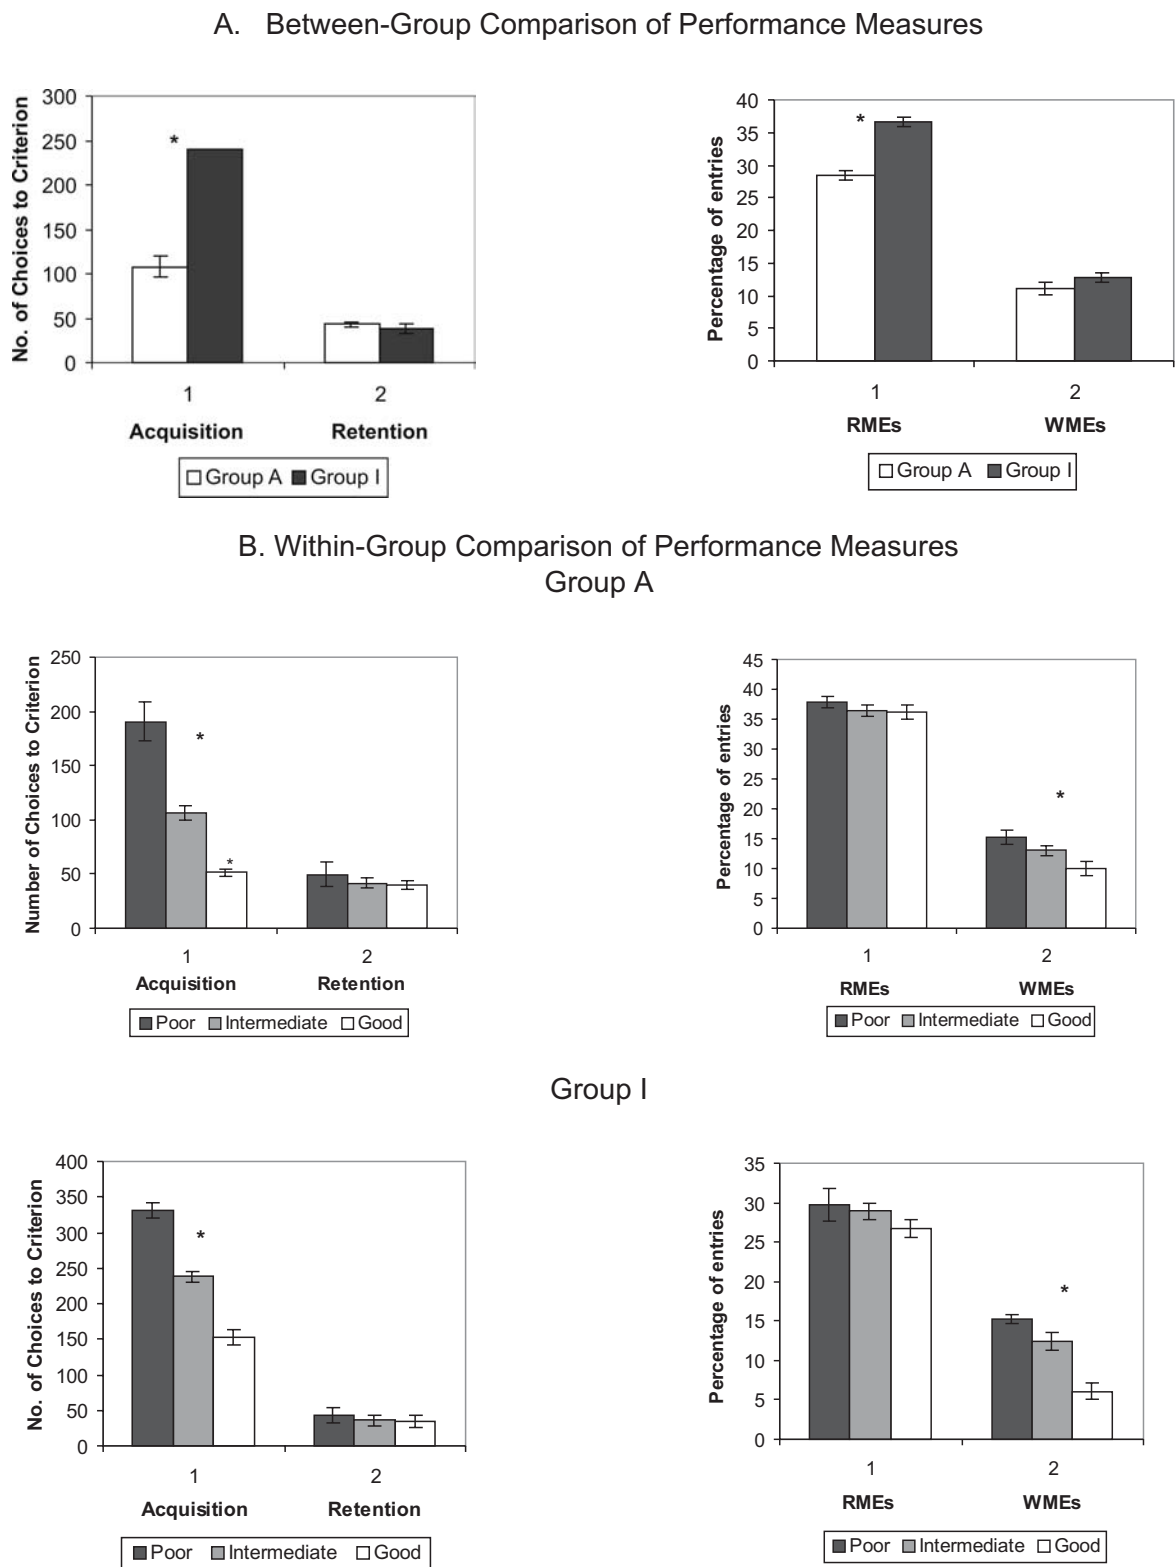 A. Between-Group Comparison of Performance Measures
No. of Choices to Criterion
300
250
200
150
100
50
0
*
1
2
Acquisition
Retention
Group A
Group I
Percentage of entries
40
35
30
25
20
15
10
5
0
*
1
2
RMEs
WMEs
Group A
Group I
B. Within-Group Comparison of Performance Measures
Group A
Number of Choices to Criterion
250
200
150
100
50
0
*
*
1
2
Acquisition
Retention
Poor
Intermediate
Good
Percentage of entries
45
40
35
30
25
20
15
10
5
0
*
1
2
RMEs
WMEs
Poor
Intermediate
Good
Group I
No. of Choices to Criterion
400
350
300
250
200
150
100
50
0
*
1
2
Acquisition
Retention
Poor
Intermediate
Good
Percentage of entries
35
30
25
20
15
10
5
0
*
1
2
RMEs
WMEs
Poor
Intermediate
Good